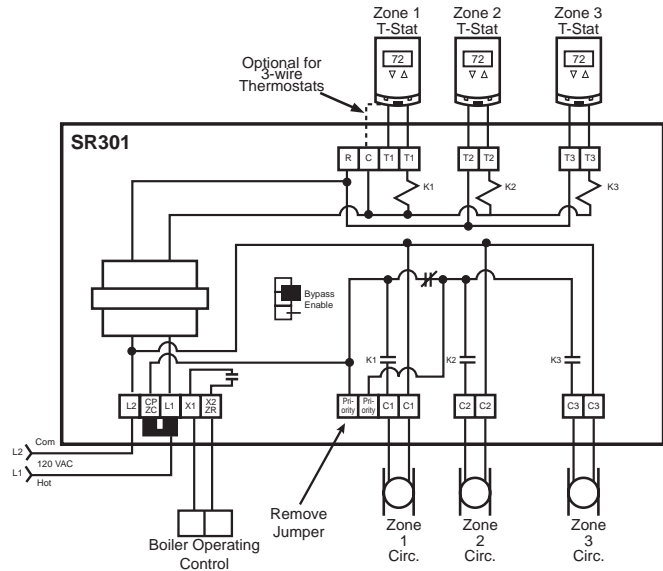 Zone 1
T-Stat
Zone 2
T-Stat
Zone 3
T-Stat
72
72
72
Optional for
3-wire
Thermostats
SR301
R
C
T1
T1
T2
T2
T3
T3
K1
K2
K3
Bypass
Enable
K1
K2
K3
L2
CP
ZC
L1
X1
X2
ZR
Pri-
ority
Pri-
ority
C1
C1
C2
C2
C3
C3
L2
Com
120 VAC
L1
Hot
Boiler Operating
Control
Remove
Jumper
Zone
1
Circ.
Zone
2
Circ.
Zone
3
Circ.